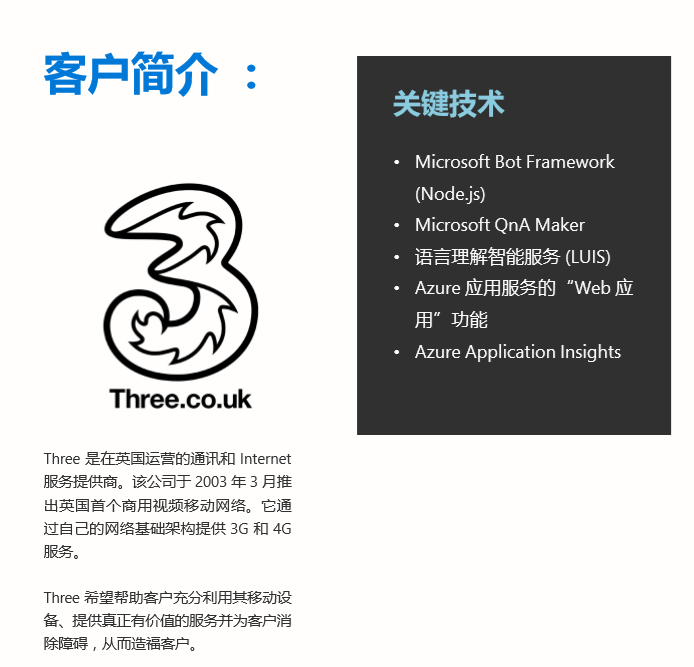 客户简介 ：
Three.co.uk
Three 是在英国运营的通讯和 Internet
服务提供商。该公司于 2003 年 3 月推
出英国首个商用视频移动网络。它通
过自己的网络基础架构提供 3G 和 4G
服务。
Three 希望帮助客户充分利用其移动设
备、提供真正有价值的服务并为客户消
除障碍，从而造福客户。
关键技术
• Microsoft Bot Framework
(Node.js)
• Microsoft QnA Maker
• 语言理解智能服务 (LUIS)
• Azure 应用服务的“Web 应
用”功能
• Azure Application Insights